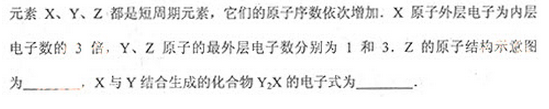 元素 X、Y、Z 都是短周期元素，它们的原子序数依次增加．X 原子外层电子为内层
电子数的 3 倍，Y、Z 原子的最外层电子数分别为 1 和 3．Z 的原子结构示意图
为________，X 与 Y 结合生成的化合物 Y₂X 的电子式为________．